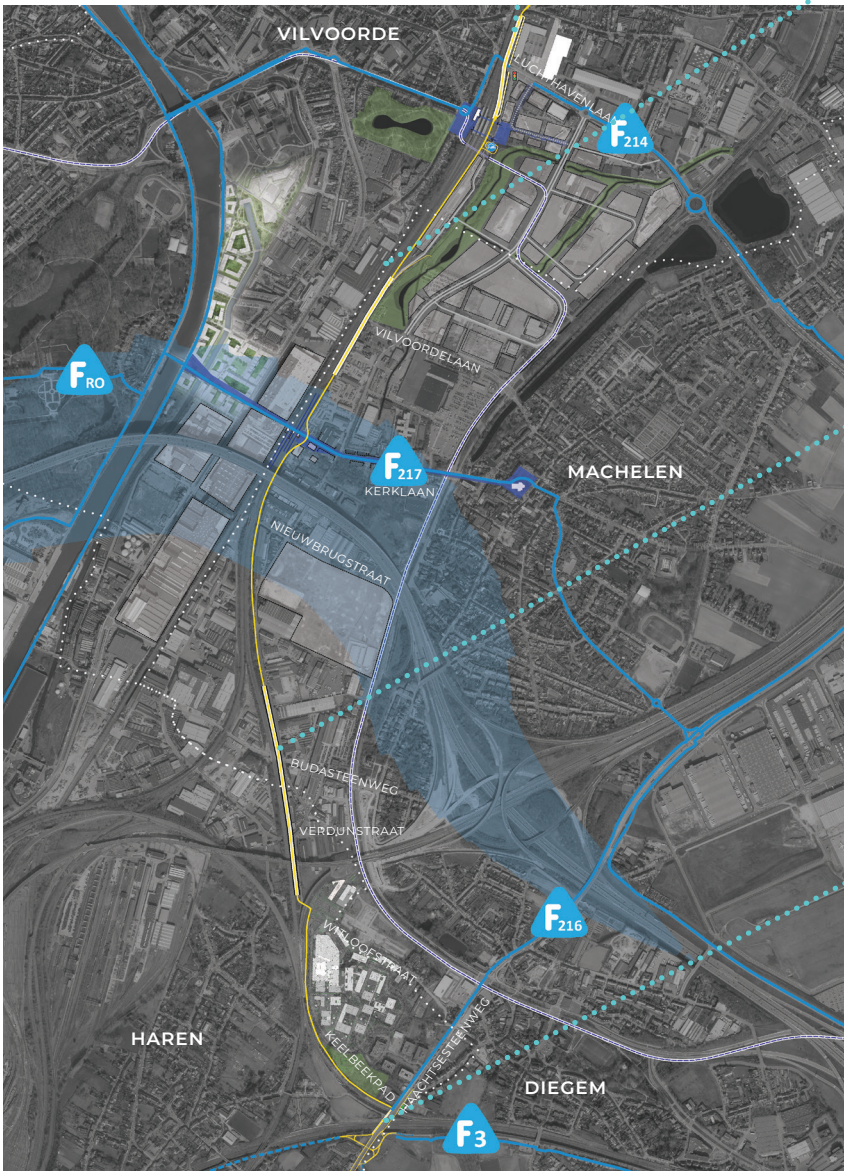 VILVOORDE
LUCHTHAVENLAAN
F214
VILVOORDELAAN
FRO
F217
MACHELEN
KERKLAAN
NIEUWBRUGSTRAAT
BUDASTEENWEG
VERDUNSTRAAT
F216
WITLOOFSTRAAT
HAREN
KEELBEEKPAD
HAACHTSESTEENWEG
DIEGEM
F3